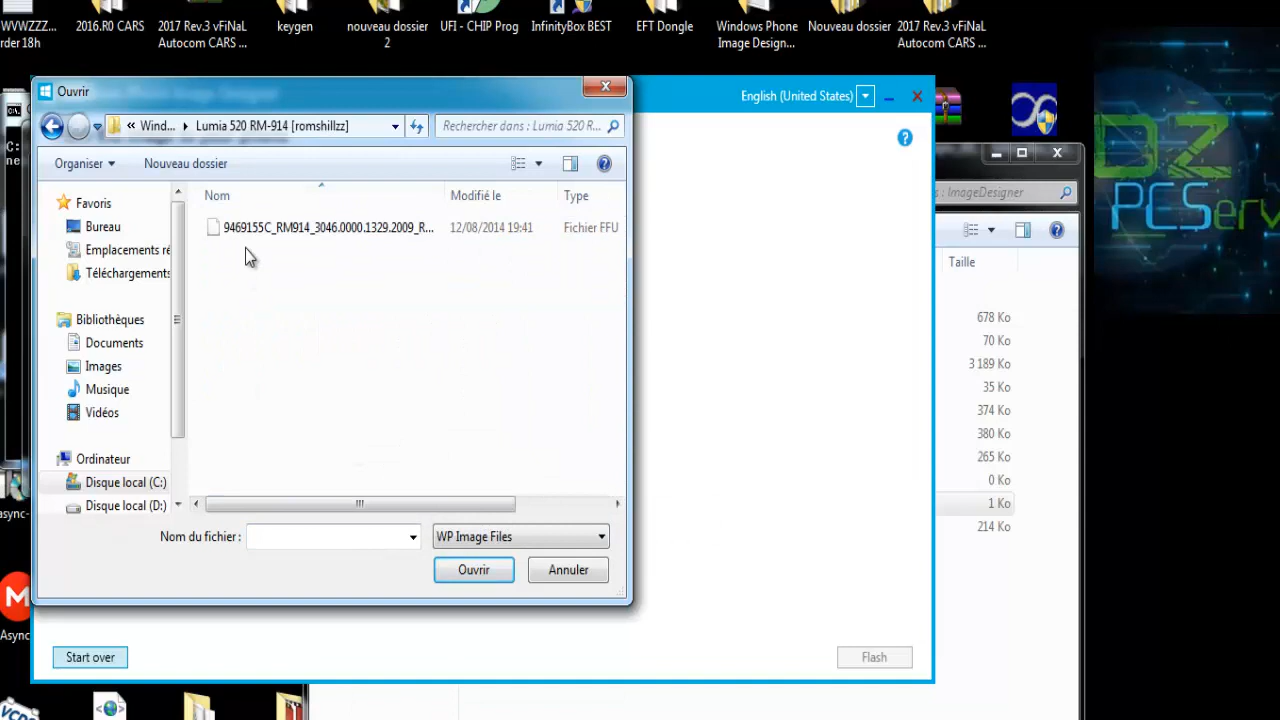 WVWZZZ...
rder 18h
2016.R0 CARS
2017 Rev.3 vFiNaL
Autocom CARS ...
keygen
nouveau dossier
2
UFI - CHIP Prog
InfinityBox BEST
EFT Dongle
Windows Phone
Image Design...
Nouveau dossier
2017 Rev.3 vFiNaL
Autocom CARS ...
Ouvrir
English (United States)
« Wind... Lumia 520 RM-914 [romshillzz]
Rechercher dans : Lumia 520 R...
Organiser
Nouveau dossier
Nom
Modifié le
Type
Favoris
Bureau
Emplacements ré
Téléchargements
9469155C_RM914_3046.0000.1329.2009_R...
12/08/2014 19:41
Fichier FFU
Bibliothèques
Documents
Images
Musique
Vidéos
Ordinateur
Disque local (C:)
Disque local (D:)
Nom du fichier :
WP Image Files
Ouvrir
Annuler
Start over
Flash
: ImageDesigner
Taille
678 Ko
70 Ko
3 189 Ko
35 Ko
374 Ko
380 Ko
265 Ko
0 Ko
1 Ko
214 Ko
C:
ne
async-
Async
DZ
PCServ